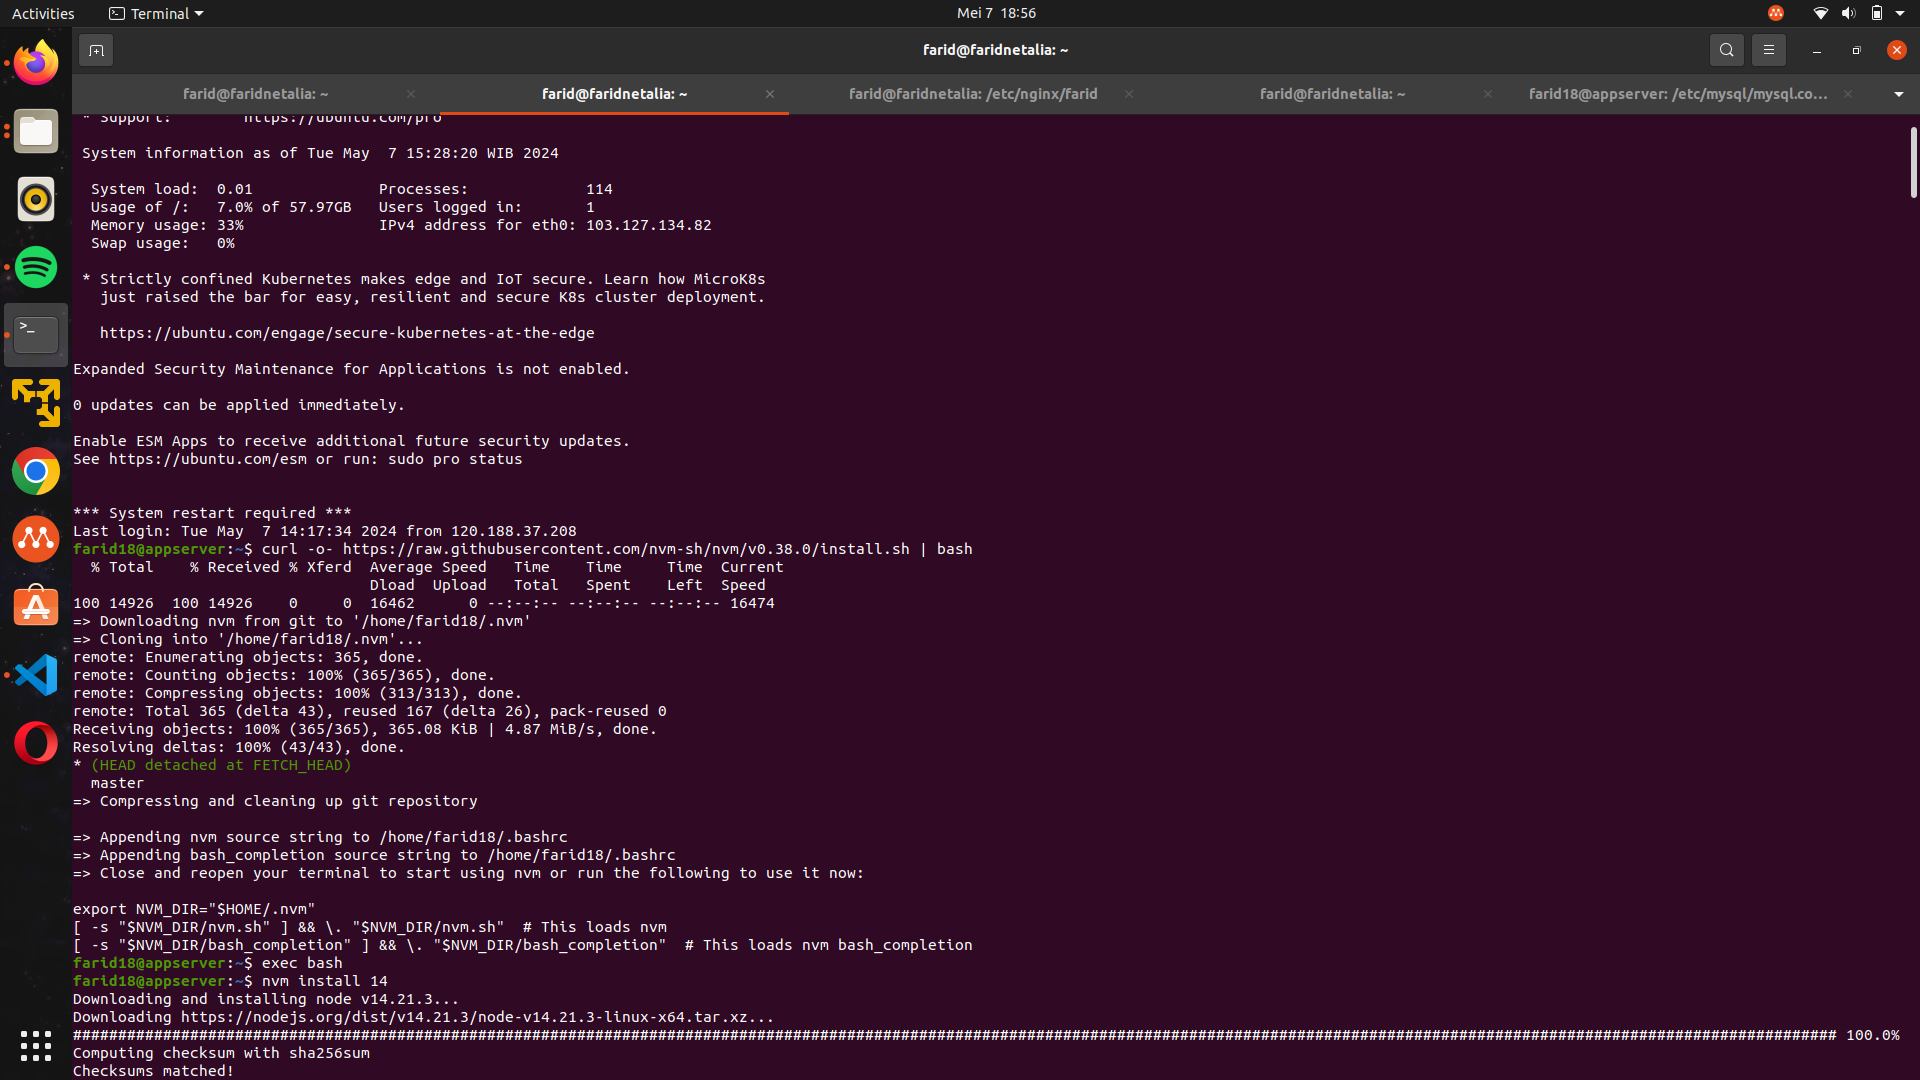 Activities
Terminal
Mei 7 18:56
farid@faridnetalia: ~
farid@faridnetalia: ~
farid@faridnetalia: ~
farid@faridnetalia: /etc/nginx/farid
farid@faridnetalia: ~
farid18@appserver: /etc/mysql/mysql.co...
* Support:        https://ubuntu.com/pro
System information as of Tue May  7 15:28:20 WIB 2024
System load:  0.01              Processes:             114
Usage of /:   7.0% of 57.97GB   Users logged in:       1
Memory usage: 33%               IPv4 address for eth0: 103.127.134.82
Swap usage:   0%
* Strictly confined Kubernetes makes edge and IoT secure. Learn how MicroK8s
just raised the bar for easy, resilient and secure K8s cluster deployment.
https://ubuntu.com/engage/secure-kubernetes-at-the-edge
Expanded Security Maintenance for Applications is not enabled.
0 updates can be applied immediately.
Enable ESM Apps to receive additional future security updates.
See https://ubuntu.com/esm or run: sudo pro status
*** System restart required ***
Last login: Tue May  7 14:17:34 2024 from 120.188.37.208
farid18@appserver:~$ curl -o- https://raw.githubusercontent.com/nvm-sh/nvm/v0.38.0/install.sh | bash
  % Total    % Received % Xferd  Average Speed   Time    Time     Time  Current
                                 Dload  Upload   Total   Spent    Left  Speed
100 14926  100 14926    0     0  16462      0 --:--:-- --:--:-- --:--:-- 16474
=> Downloading nvm from git to '/home/farid18/.nvm'
=> Cloning into '/home/farid18/.nvm'...
remote: Enumerating objects: 365, done.
remote: Counting objects: 100% (365/365), done.
remote: Compressing objects: 100% (313/313), done.
remote: Total 365 (delta 43), reused 167 (delta 26), pack-reused 0
Receiving objects: 100% (365/365), 365.08 KiB | 4.87 MiB/s, done.
Resolving deltas: 100% (43/43), done.
* (HEAD detached at FETCH_HEAD)
  master
=> Compressing and cleaning up git repository
=> Appending nvm source string to /home/farid18/.bashrc
=> Appending bash_completion source string to /home/farid18/.bashrc
=> Close and reopen your terminal to start using nvm or run the following to use it now:
export NVM_DIR="$HOME/.nvm"
[ -s "$NVM_DIR/nvm.sh" ] && \. "$NVM_DIR/nvm.sh"  # This loads nvm
[ -s "$NVM_DIR/bash_completion" ] && \. "$NVM_DIR/bash_completion"  # This loads nvm bash_completion
farid18@appserver:~$ exec bash
farid18@appserver:~$ nvm install 14
Downloading and installing node v14.21.3...
Downloading https://nodejs.org/dist/v14.21.3/node-v14.21.3-linux-x64.tar.xz...
#################################################################################################################################################################################################### 100.0%
Computing checksum with sha256sum
Checksums matched!